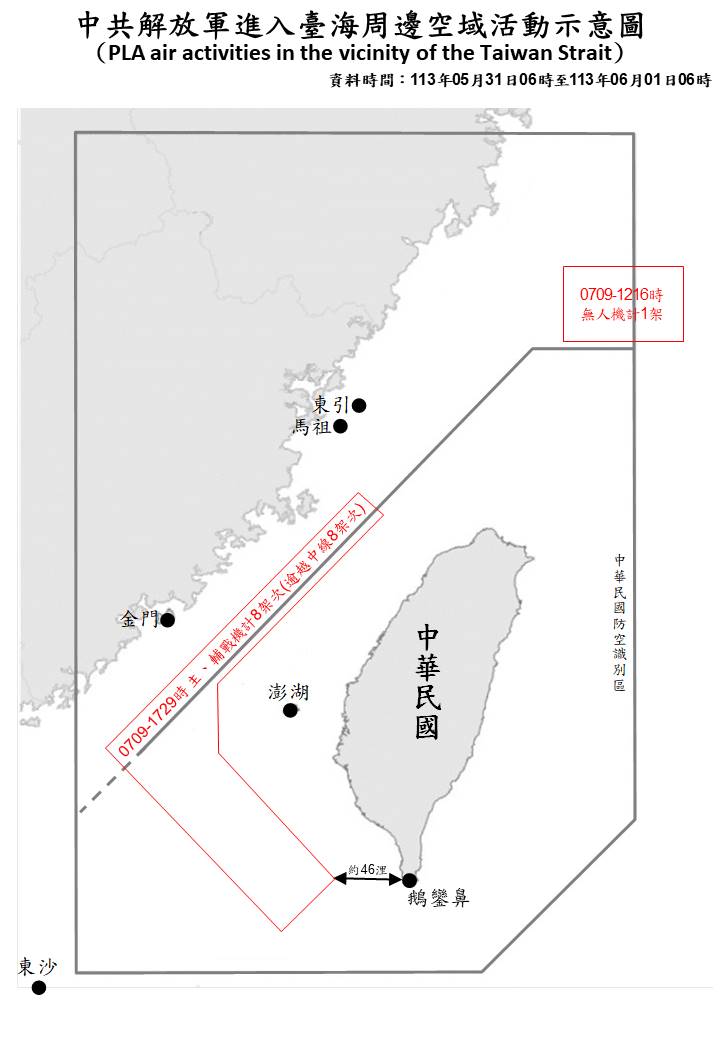 中共解放軍進入臺海周邊空域活動示意圖
（PLA air activities in the vicinity of the Taiwan Strait）
資料時間：113年05月31日06時至113年06月01日06時
0709-1216時
無人機計1架
東引
馬祖
0709-1729時 主、輔戰機計8架次(逾越中線8架次)
中華民國防空識別區
金門
中華民國
澎湖
約46浬
鵝鑾鼻
東沙